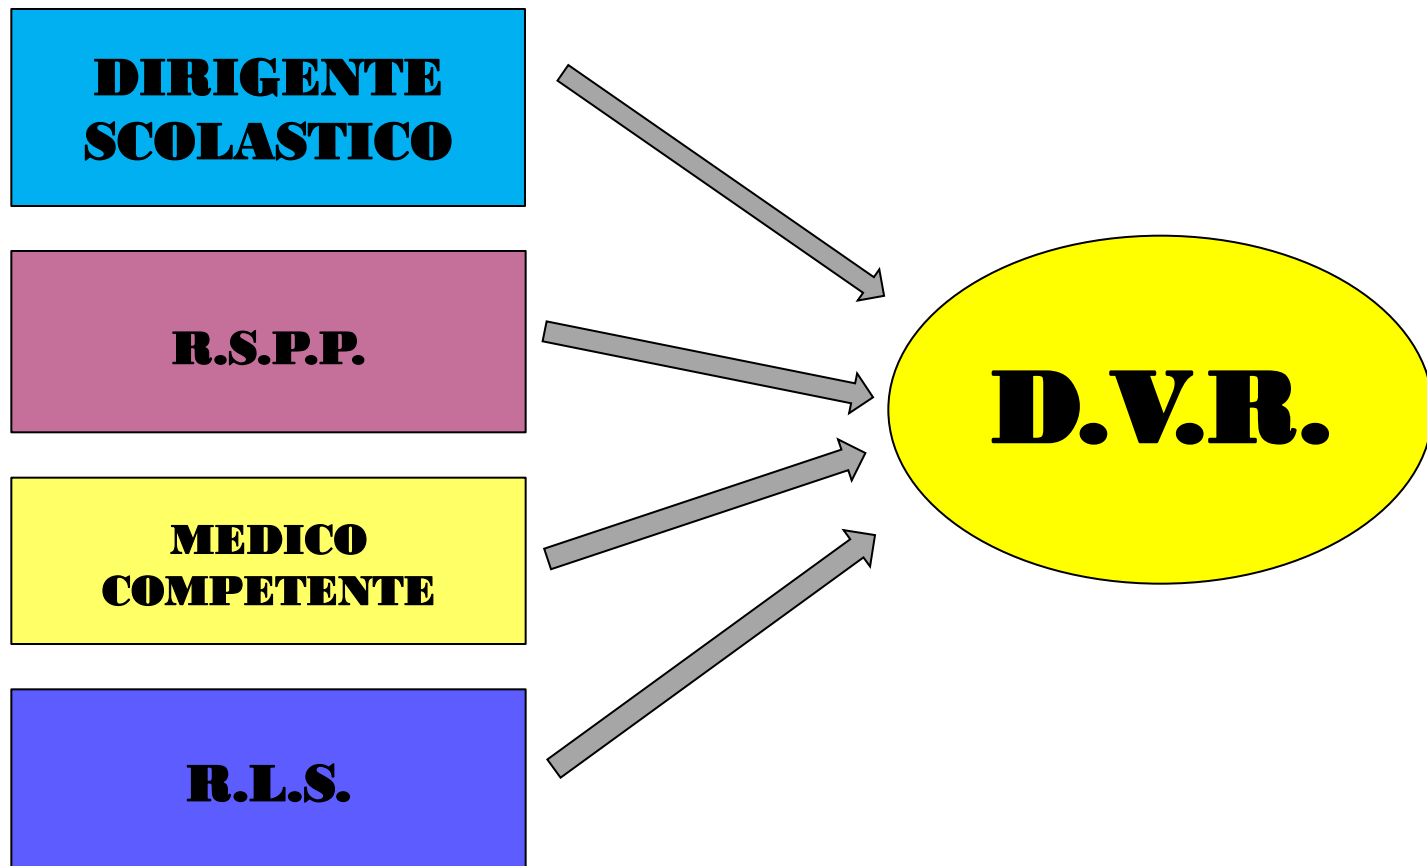 DIRIGENTE
SCOLASTICO
R.S.P.P.
MEDICO
COMPETENTE
R.L.S.
D.V.R.